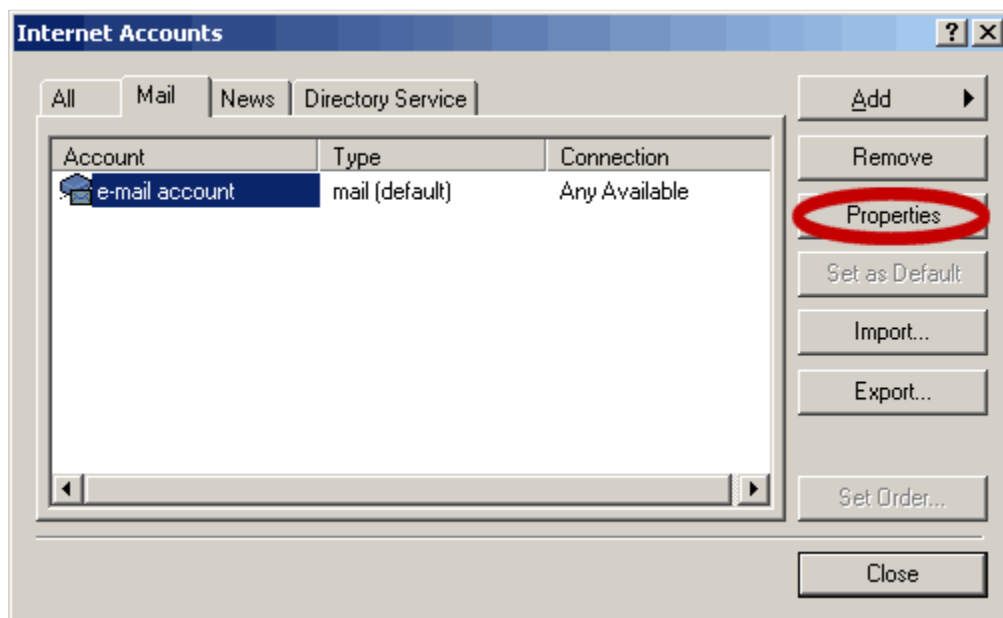 Internet Accounts
All Mail News Directory Service
Add
Account Type Connection
Remove
e-mail account mail (default) Any Available
Properties
Set as Default
Import...
Export...
Set Order...
Close